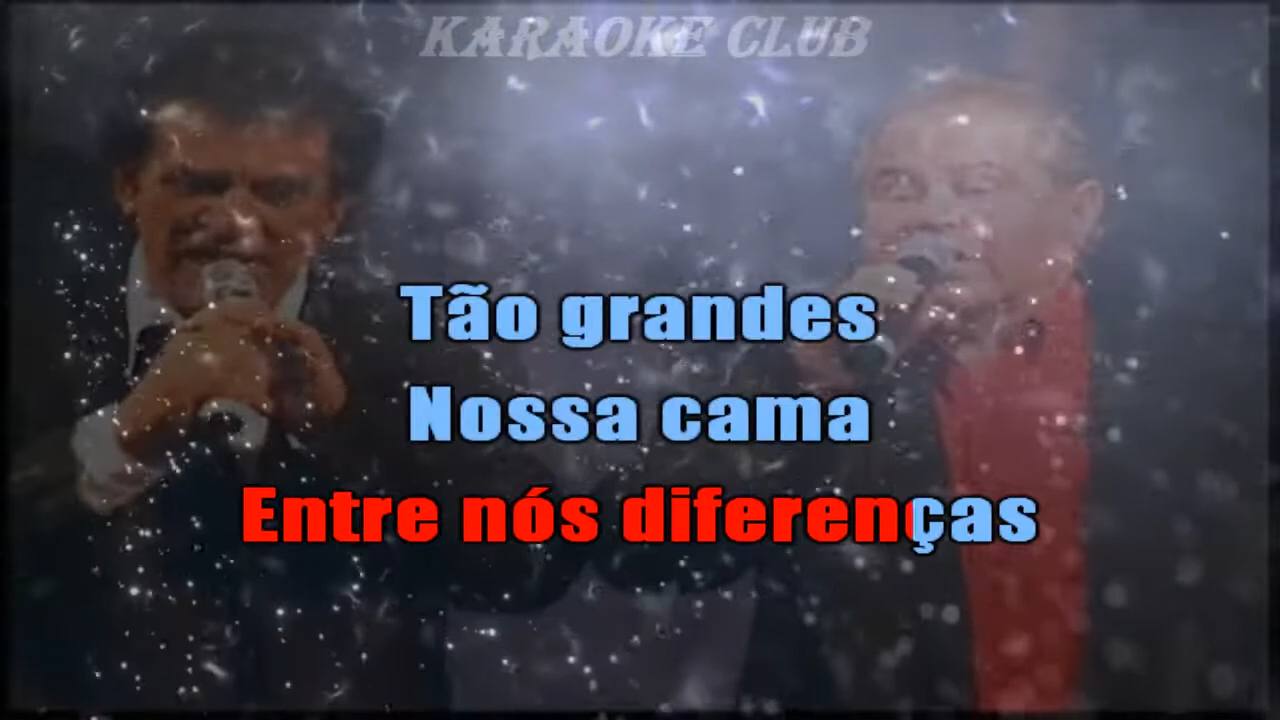 KARAOKE CLUB
Tão grandes
Nossa cama
Entre nós diferenças